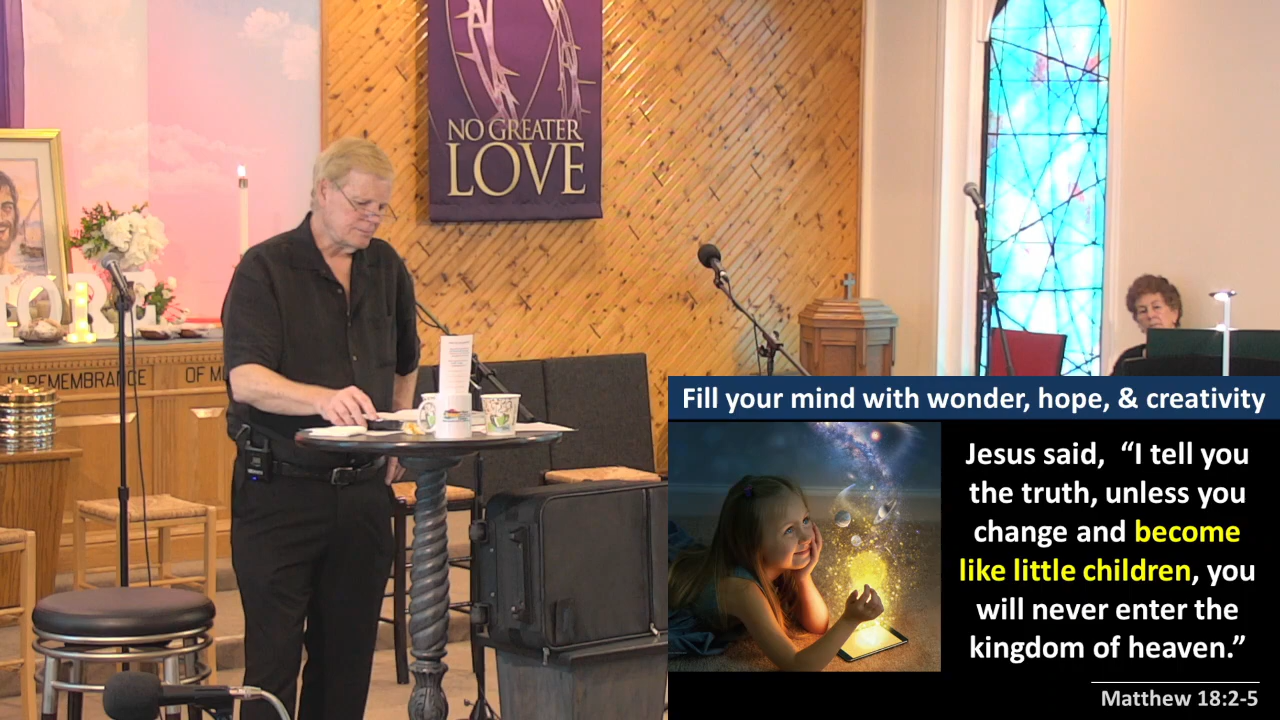 NO GREATER
LOVE
REMEMBRANCE OF
Fill your mind with wonder, hope, & creativity
Jesus said, “I tell you
the truth, unless you
change and become
like little children, you
will never enter the
kingdom of heaven.”
Matthew 18:2-5